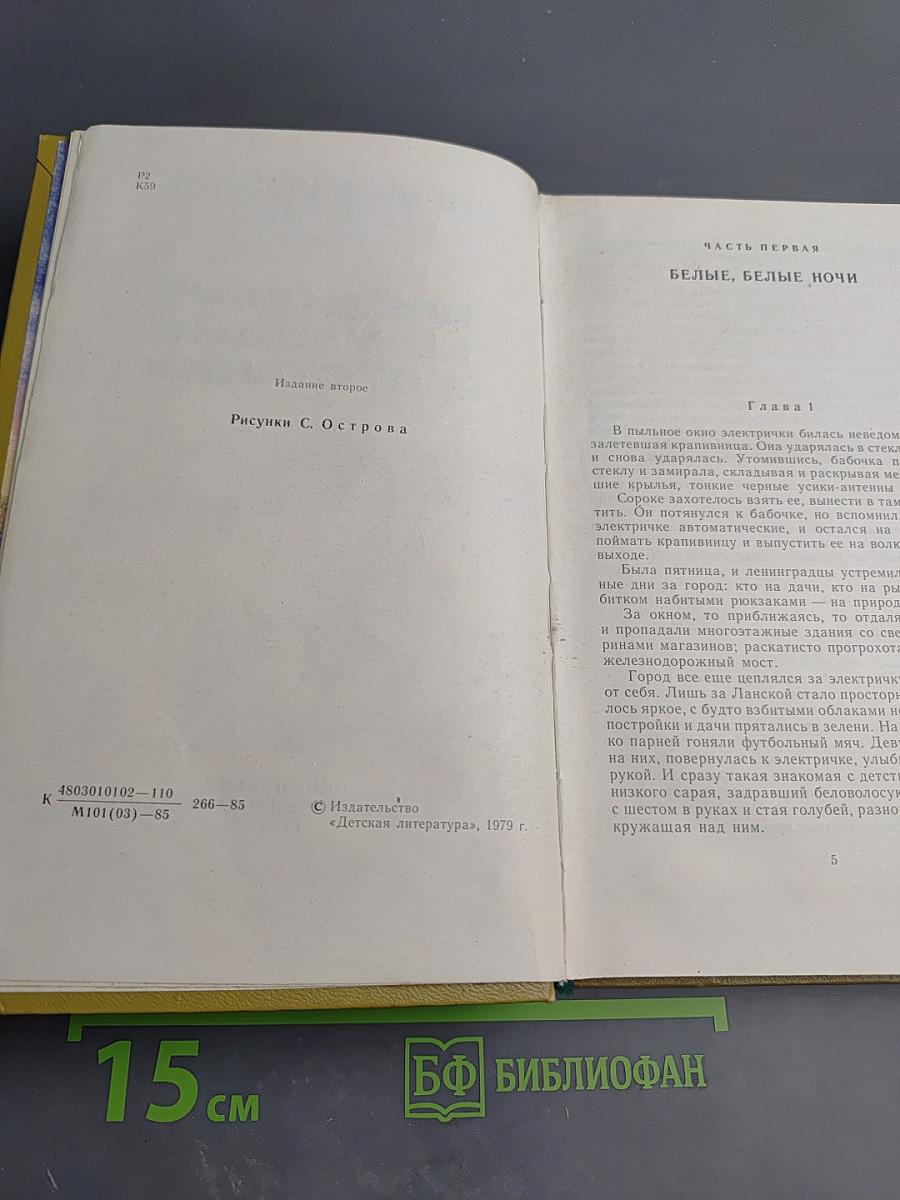 Р2
К59
Издание второе
Рисунки С. Острова
К 4803010102—110
М101(03)—85
266—85
© Издательство
«Детская литература», 1979 г.
ЧАСТЬ ПЕРВАЯ
БЕЛЫЕ, БЕЛЫЕ НОЧИ
Глава 1
В пыльное окно электрички билась неведом
залетевшая крапивница. Она ударялась в стекл
и снова ударялась. Утомившись, бабочка п
стеклу и замирала, складывая и раскрывая ме
шие крылья, тонкие черные усики-антенны
Сороке захотелось взять ее, вынести в там
тить. Он потянулся к бабочке, но вспомнил
электричке автоматические, и остался на
поймать крапивницу и выпустить ее на волю
выходе.
Была пятница, и ленинградцы устремил
ные дни за город: кто на дачи, кто на ры
битком набитыми рюкзаками — на природ
За окном, то приближаясь, то отдаля
и пропадали многоэтажные здания со све
ринами магазинов; раскатисто прогрохота
железнодорожный мост.
Город все еще цеплялся за электричку
от себя. Лишь за Ланской стало просторн
лось яркое, с будто взбитыми облаками не
постройки и дачи прятались в зелени. На
ко парней гоняли футбольный мяч. Деву
на них, повернулась к электричке, улыб
рукой. И сразу такая знакомая с детст
низкого сарая, задравший беловолосую
с шестом в руках и стая голубей, разно
кружащая над ним.
5
15 см
БФ БИБЛИОФАН